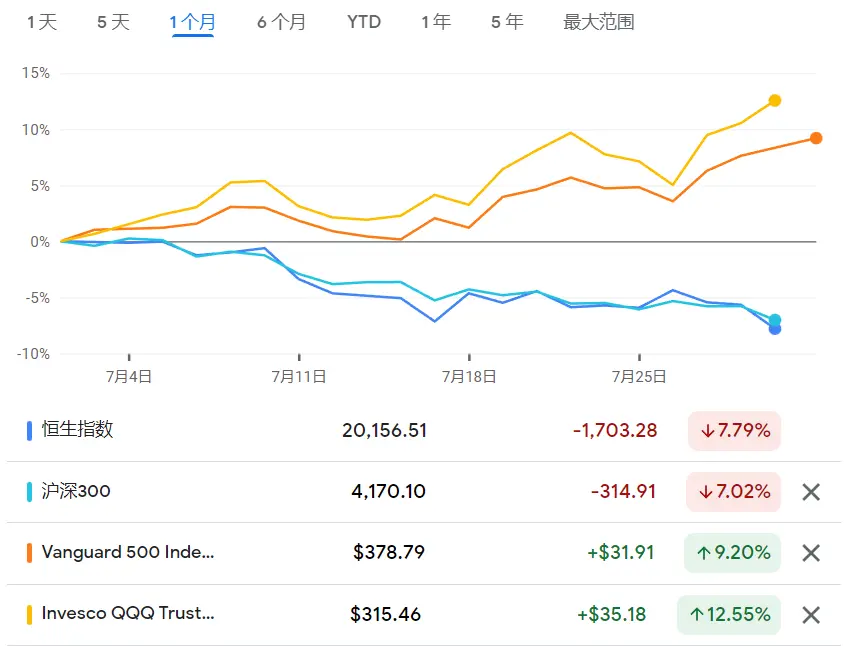 1天 5天 1个月 6个月 YTD 1年 5年 最大范围
15%
10%
5%
0%
-5%
-10%
7月4日 7月11日 7月18日 7月25日
恒生指数 20,156.51 -1,703.28 ↓7.79%
沪深300 4,170.10 -314.91 ↓7.02% ×
Vanguard 500 Inde... $378.79 +$31.91 ↑9.20% ×
Invesco QQQ Trust... $315.46 +$35.18 ↑12.55% ×